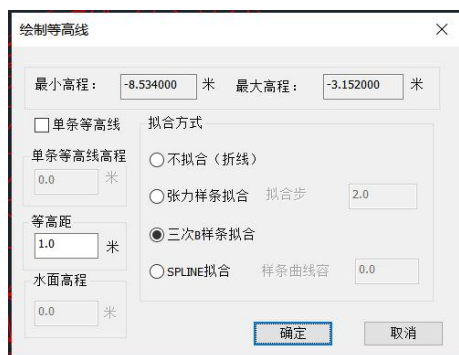 绘制等高线
最小高程： -8.534000 米 最大高程： -3.152000 米
单条等高线
拟合方式
单条等高线高程
0.0 米
不拟合（折线）
张力样条拟合 拟合步 2.0
等高距
1.0 米
三次B样条拟合
水面高程
0.0 米
SPLINE拟合 样条曲线容 0.0
确定 取消